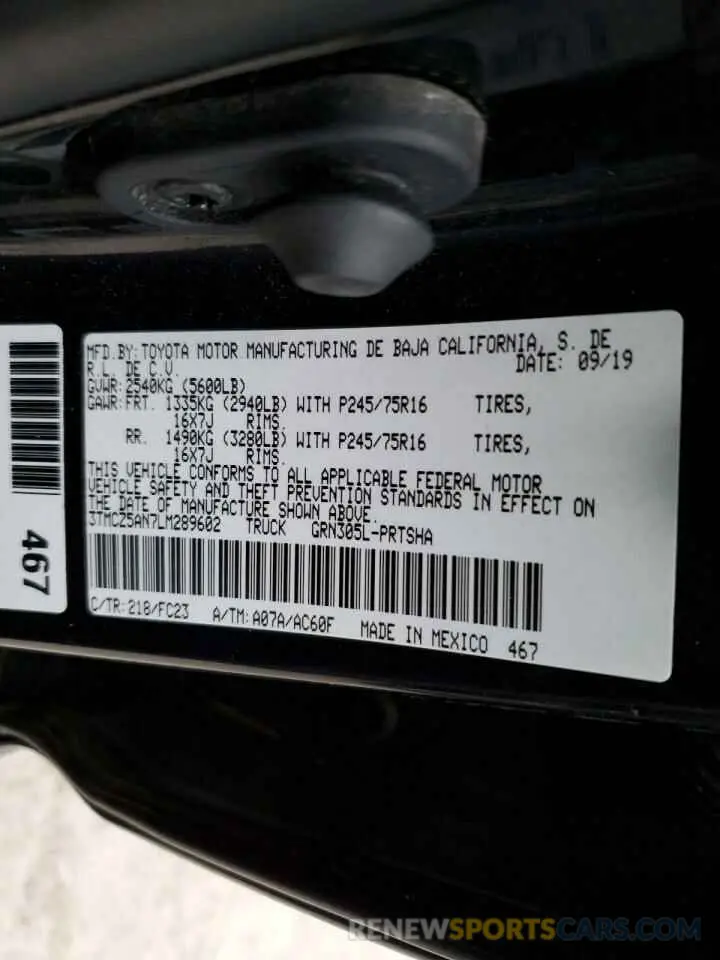 MFD. BY: TOYOTA MOTOR MANUFACTURING DE BAJA CALIFORNIA, S. DE
R.L. DE C.V. DATE: 09/19
GVWR: 2540KG (5600LB)
GAWR: FRT. 1335KG (2940LB) WITH P245/75R16 TIRES,
16X7J RIMS.
RR. 1490KG (3280LB) WITH P245/75R16 TIRES,
16X7J RIMS.
THIS VEHICLE CONFORMS TO ALL APPLICABLE FEDERAL MOTOR
VEHICLE SAFETY AND THEFT PREVENTION STANDARDS IN EFFECT ON
THE DATE OF MANUFACTURE SHOWN ABOVE.
3TMCZ5AN7LM289602 TRUCK GRN305L-PRTSHA
C/TR: 218/FC23 A/TM: A07A/AC60F MADE IN MEXICO 467
467
RENEWSPORTSCARS.COM